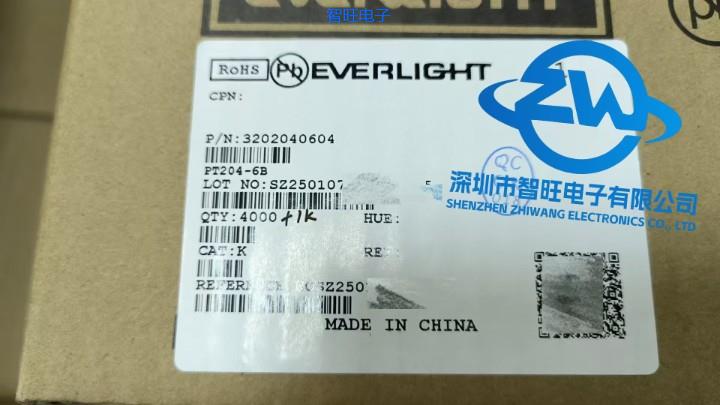 智旺电子
RoHS Pb EVERLIGHT
CPN:
ZW
P/N:3202040604
PT204-6B
QC
LOT NO:SZ250107
深圳市智旺电子有限公司
SHENZHEN ZHIWANG ELECTRONICS CO., LTD
QTY:4000 +1K HUE:
CAT:K
MADE IN CHINA